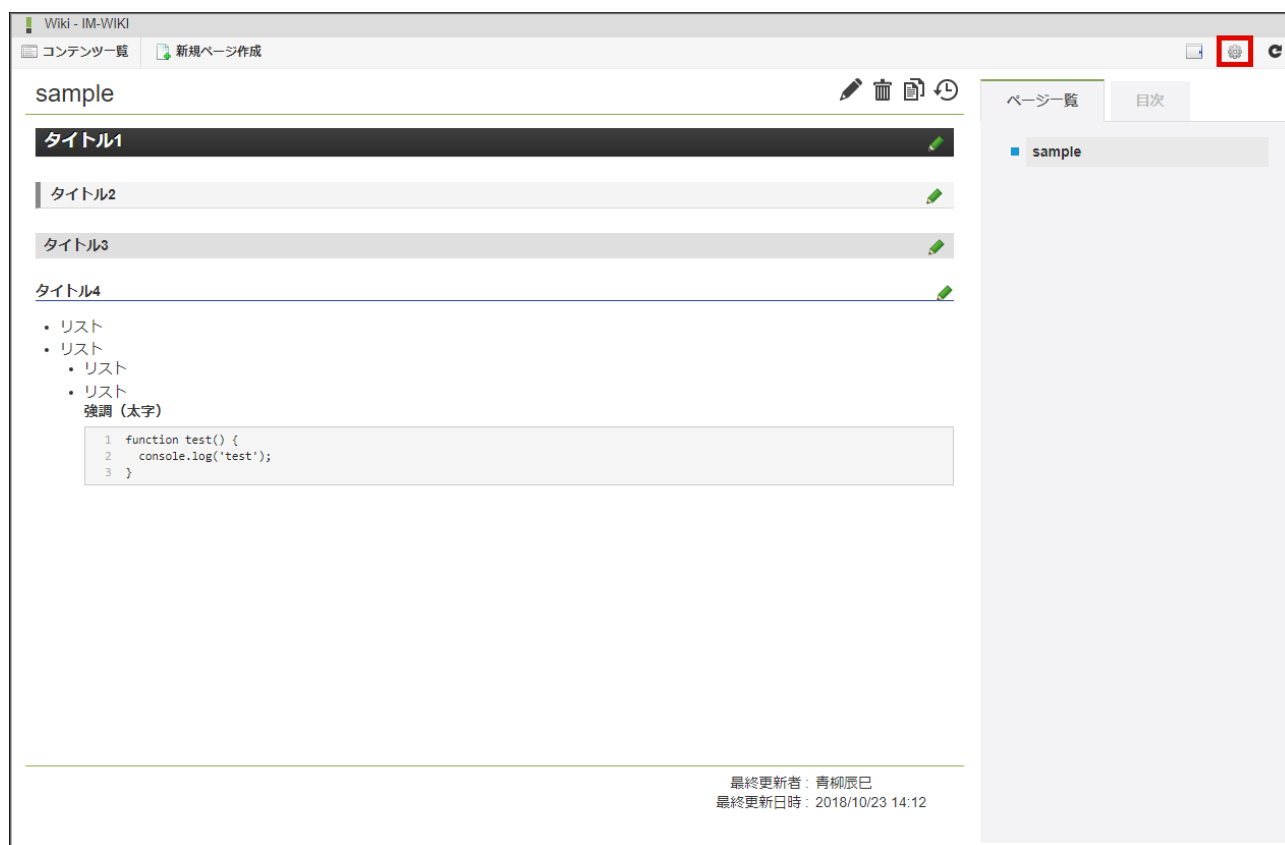 Wiki - IM-WIKI
コンテンツ一覧 新規ページ作成
sample
ページ一覧 目次
タイトル1
sample
タイトル2
タイトル3
タイトル4
• リスト
• リスト
• リスト
• リスト
強調（太字）
1 function test() {
2 console.log('test');
3 }
最終更新者 : 青柳辰巳
最終更新日時 : 2018/10/23 14:12